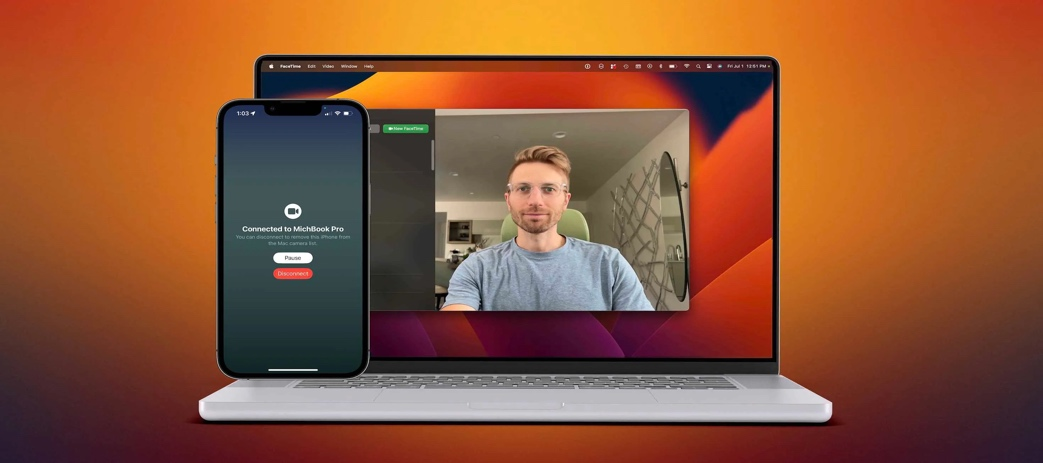 FaceTime Edit Video Window Help
Fri Jul 1 12:51 PM
1:03
New FaceTime
Connected to MichBook Pro
You can disconnect to remove this iPhone from
the Mac camera list.
Pause
Disconnect